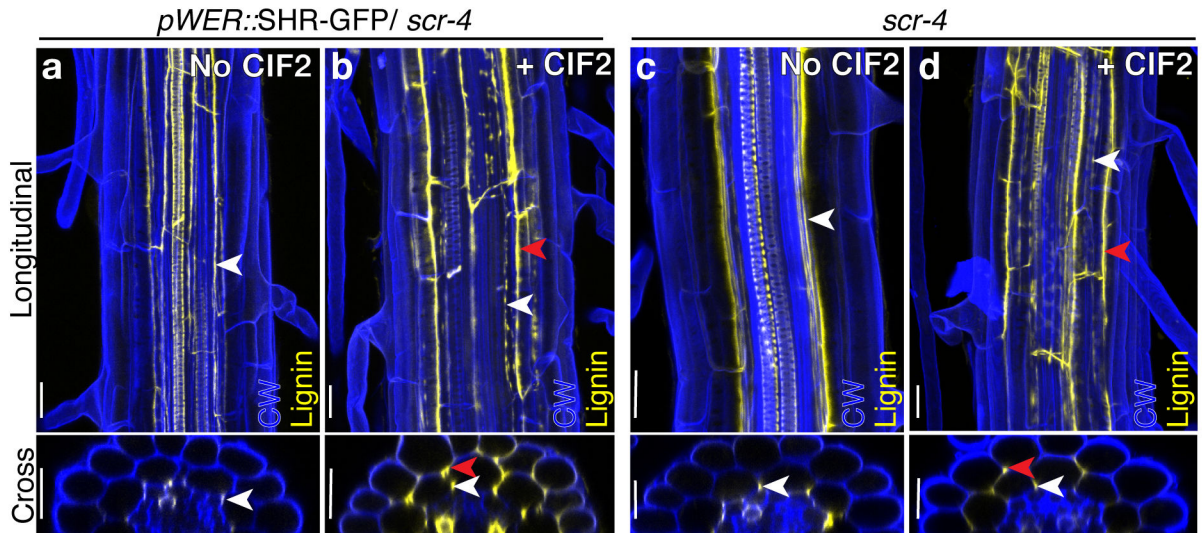 pWER::SHR-GFP/ scr-4
scr-4
a
No CIF2
b
+ CIF2
c
No CIF2
d
+ CIF2
Longitudinal
CW
Lignin
CW
Lignin
CW
Lignin
CW
Lignin
Cross